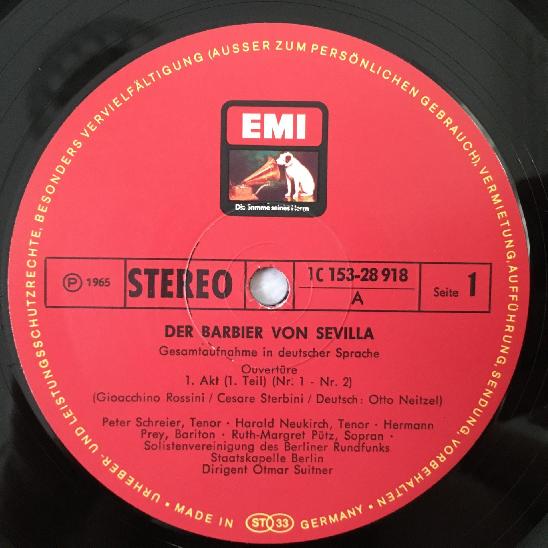 URHEBER- UND LEISTUNGSSCHUTZRECHTE, BESONDERS VERVIELFÄLTIGUNG (AUSSER ZUM PERSÖNLICHEN GEBRAUCH), VERMIETUNG, AUFFÜHRUNG, SENDUNG, VORBEHALTEN
EMI
Die Stimme seines Herrn
Ⓟ 1965
STEREO
1C 153-28 918
A
Seite 1
DER BARBIER VON SEVILLA
Gesamtaufnahme in deutscher Sprache
Ouvertüre
1. Akt (1. Teil) (Nr. 1 - Nr. 2)
(Gioacchino Rossini / Cesare Sterbini / Deutsch: Otto Neitzel)
Peter Schreier, Tenor · Harald Neukirch, Tenor · Hermann
Prey, Bariton · Ruth-Margret Pütz, Sopran ·
Solistenvereinigung des Berliner Rundfunks
Staatskapelle Berlin
Dirigent Otmar Suitner
• MADE IN ST 33 GERMANY •